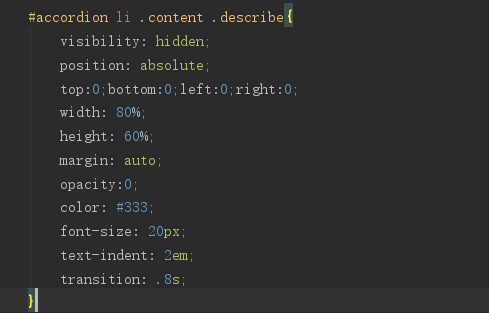 #accordion li .content .describe{
visibility: hidden;
position: absolute;
top:0;bottom:0;left:0;right:0;
width: 80%;
height: 60%;
margin: auto;
opacity:0;
color: #333;
font-size: 20px;
text-indent: 2em;
transition: .8s;
}